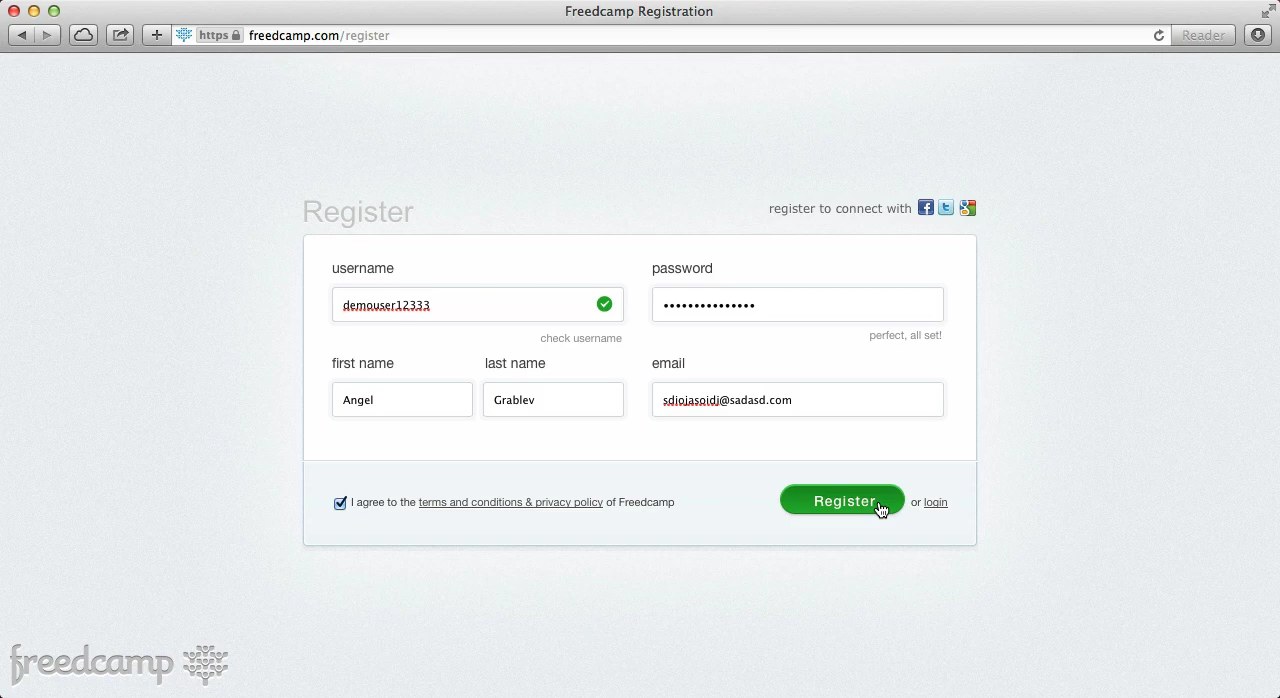 Freedcamp Registration
https freedcamp.com/register
Reader
Register
register to connect with
username
password
demouser12333
•••••••••••••••
check username
perfect, all set!
first name
last name
email
Angel
Grablev
sdiojasoidj@sadasd.com
I agree to the terms and conditions & privacy policy of Freedcamp
Register
or login
freedcamp